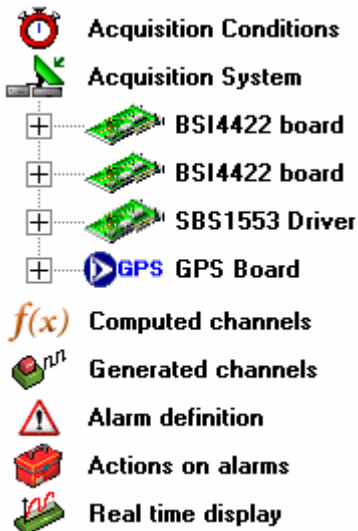 Acquisition Conditions
Acquisition System
BSI4422 board
BSI4422 board
SBS1553 Driver
GPS GPS Board
f(x) Computed channels
Generated channels
Alarm definition
Actions on alarms
Real time display